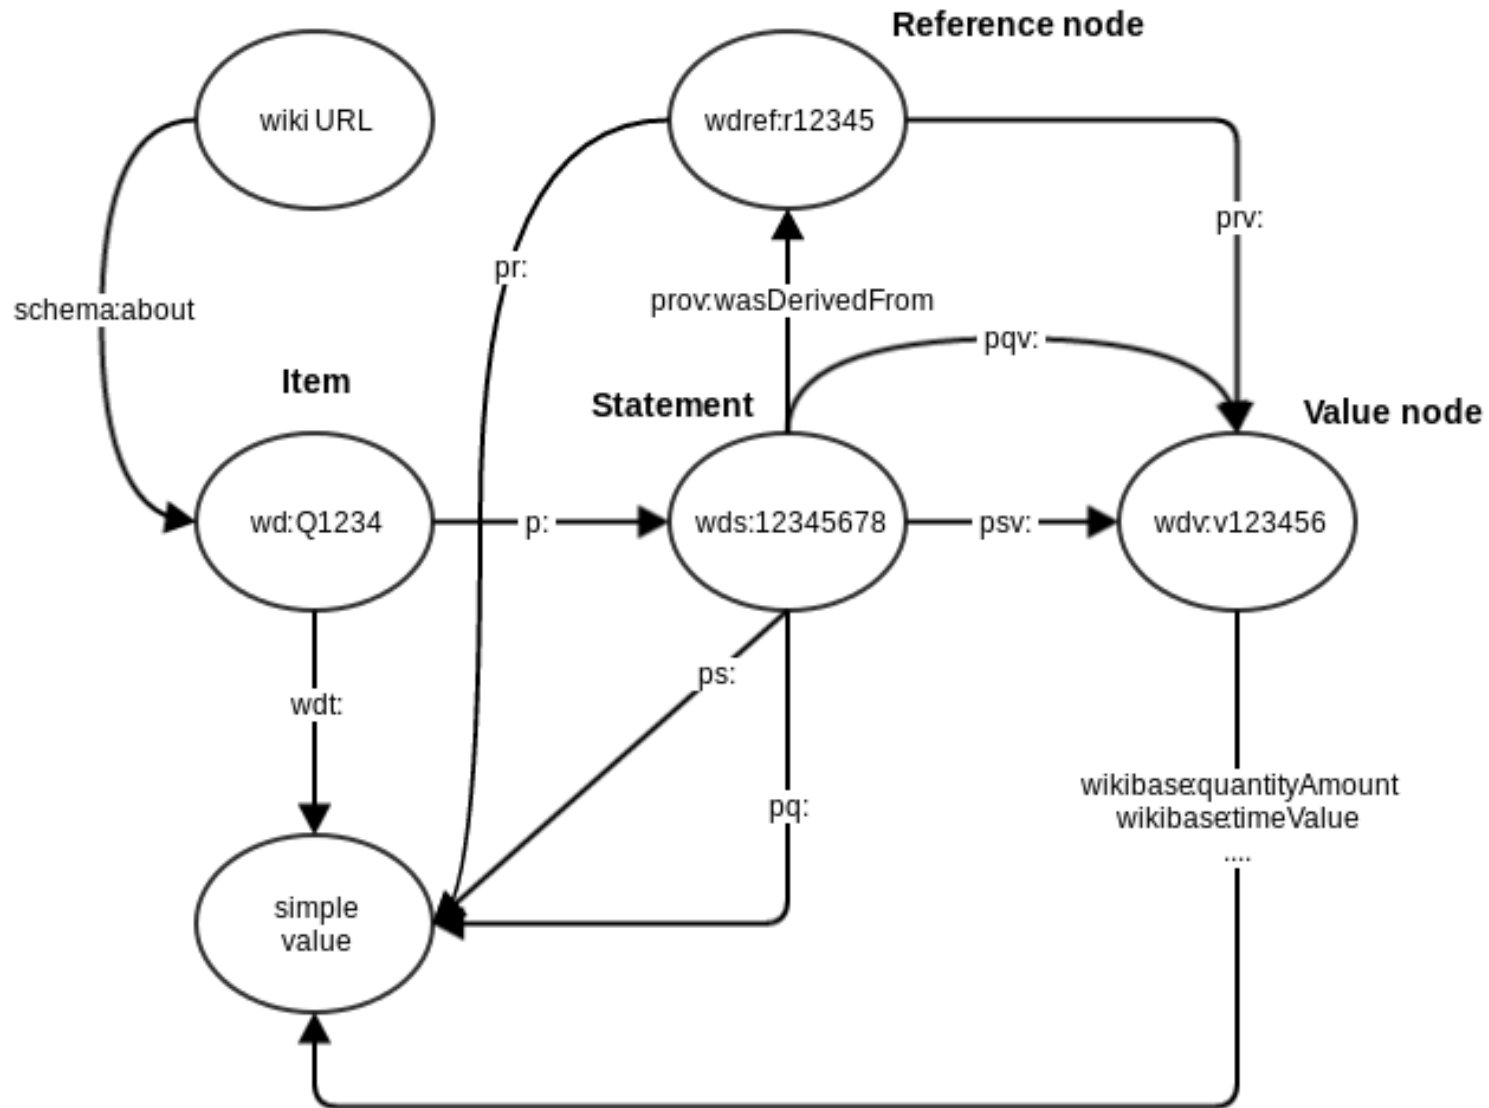 Reference node
wiki URL
wdref:r12345
prv:
pr:
prov:wasDerivedFrom
schema:about
pqv:
Item
Statement
Value node
wd:Q1234
p:
wds:12345678
psv:
wdv:v123456
ps:
wdt:
wikibase:quantityAmount
pq:
wikibase:timeValue
....
simple
value